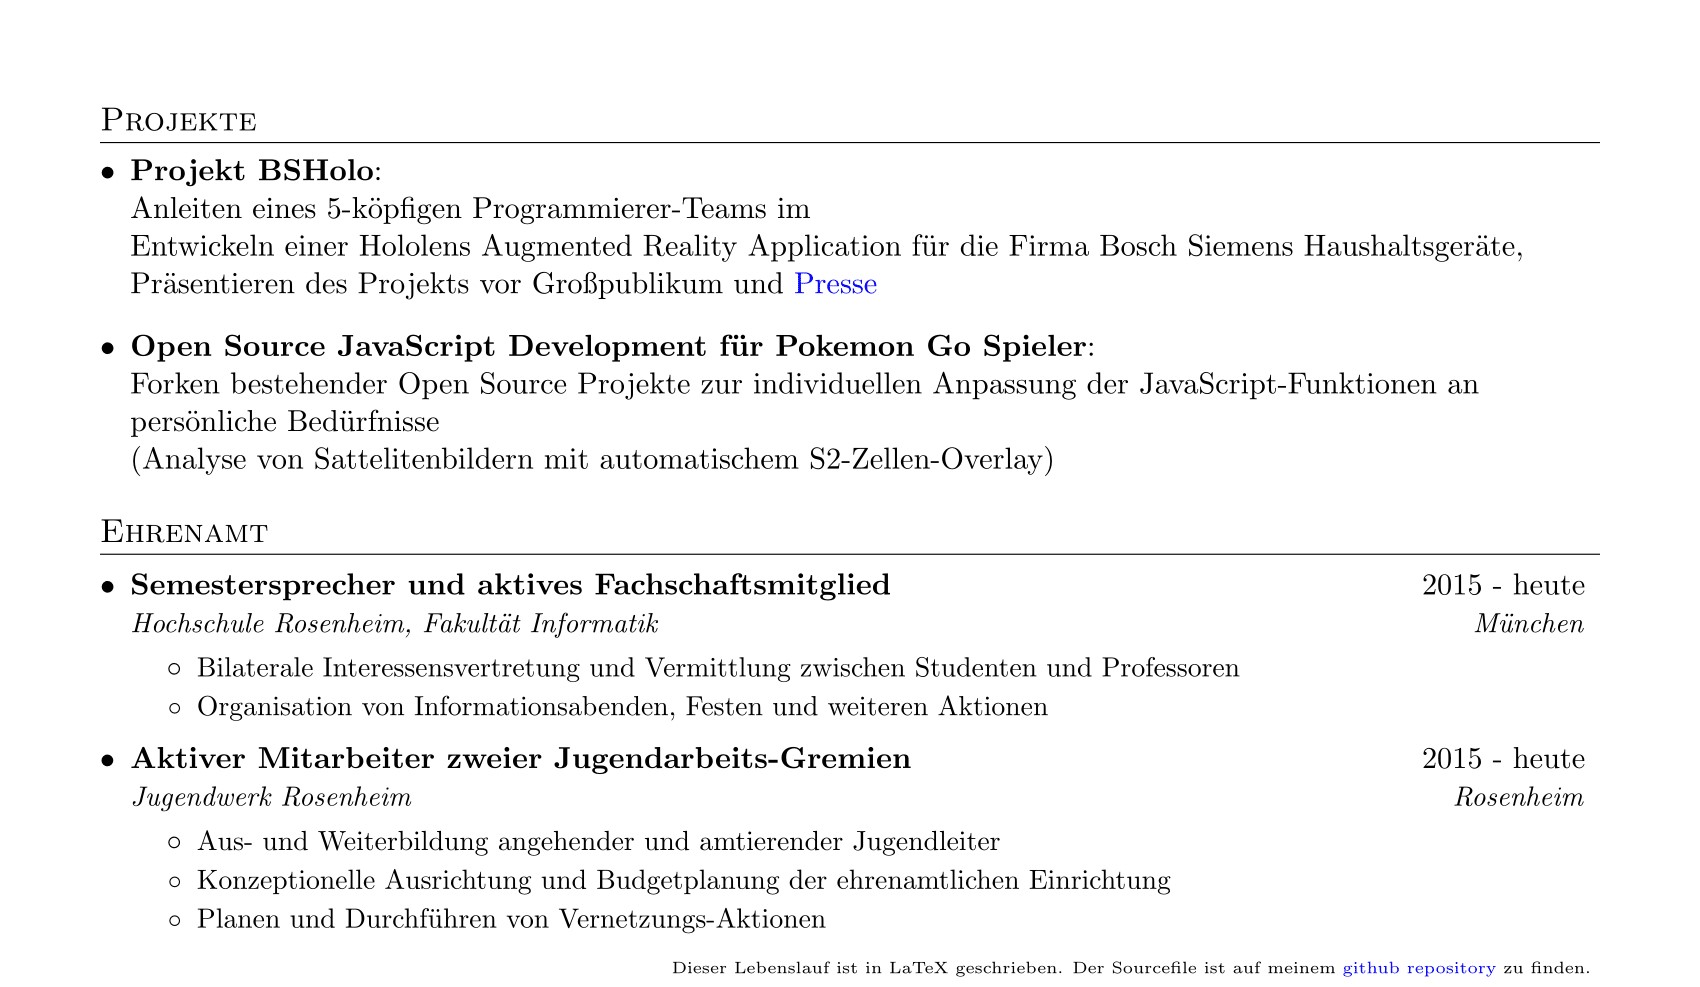 Projekte
• Projekt BSHolo:
Anleiten eines 5-köpfigen Programmierer-Teams im
Entwickeln einer Hololens Augmented Reality Application für die Firma Bosch Siemens Haushaltsgeräte,
Präsentieren des Projekts vor Großpublikum und Presse
• Open Source JavaScript Development für Pokemon Go Spieler:
Forken bestehender Open Source Projekte zur individuellen Anpassung der JavaScript-Funktionen an
persönliche Bedürfnisse
(Analyse von Sattelitenbildern mit automatischem S2-Zellen-Overlay)
Ehrenamt
• Semestersprecher und aktives Fachschaftsmitglied 2015 - heute
Hochschule Rosenheim, Fakultät Informatik München
◦ Bilaterale Interessensvertretung und Vermittlung zwischen Studenten und Professoren
◦ Organisation von Informationsabenden, Festen und weiteren Aktionen
• Aktiver Mitarbeiter zweier Jugendarbeits-Gremien 2015 - heute
Jugendwerk Rosenheim Rosenheim
◦ Aus- und Weiterbildung angehender und amtierender Jugendleiter
◦ Konzeptionelle Ausrichtung und Budgetplanung der ehrenamtlichen Einrichtung
◦ Planen und Durchführen von Vernetzungs-Aktionen
Dieser Lebenslauf ist in LaTeX geschrieben. Der Sourcefile ist auf meinem github repository zu finden.